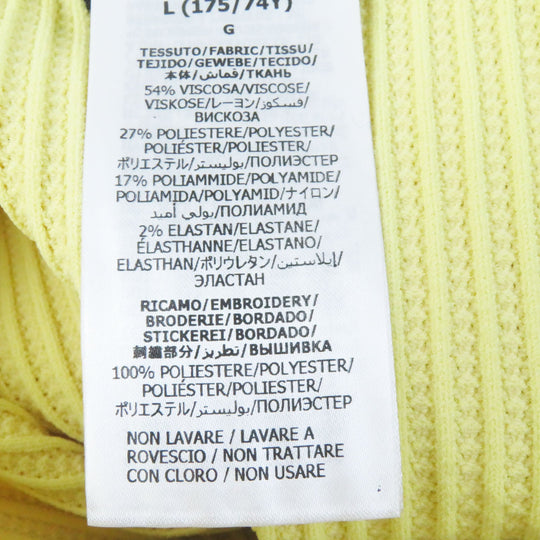 L (175/74Y)
G
TESSUTO/FABRIC/TISSU/
TEJIDO/GEWEBE/TECIDO/
本体/قماش/ТКАНЬ
54% VISCOSA/VISCOSE/
VISKOSE/レーヨン/فسكوز/
ВИСКОЗА
27% POLIESTERE/POLYESTER/
POLIÉSTER/POLIESTER/
ポリエステル/بوليستر/ПОЛИЭСТЕР
17% POLIAMMIDE/POLYAMIDE/
POLIAMIDA/POLYAMID/ナイロン/
بولي أميد/ПОЛИАМИД
2% ELASTAN/ELASTANE/
ÉLASTHANNE/ELASTANO/
ELASTHAN/ポリウレタン/إيلاستين/
ЭЛАСТАН
RICAMO/EMBROIDERY/
BRODERIE/BORDADO/
STICKEREI/BORDADO/
刺繍部分/تطريز/ВЫШИВКА
100% POLIESTERE/POLYESTER/
POLIÉSTER/POLIESTER/
ポリエステル/بوليستر/ПОЛИЭСТЕР
NON LAVARE / LAVARE A
ROVESCIO / NON TRATTARE
CON CLORO / NON USARE